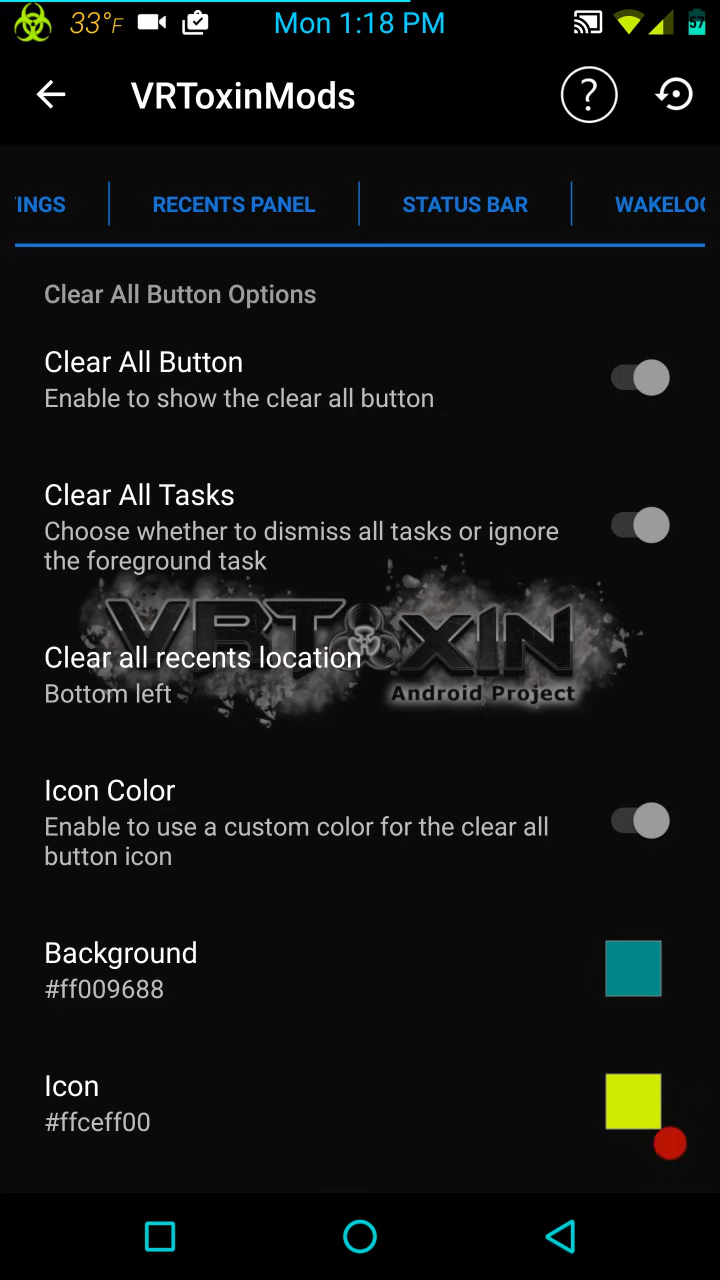 33°F
Mon 1:18 PM
57
VRToxinMods
?
INGS
RECENTS PANEL
STATUS BAR
WAKELOC
Clear All Button Options
Clear All Button
Enable to show the clear all button
Clear All Tasks
Choose whether to dismiss all tasks or ignore
the foreground task
VRTOXIN
Clear all recents location
Android Project
Bottom left
Icon Color
Enable to use a custom color for the clear all
button icon
Background
#ff009688
Icon
#ffceff00